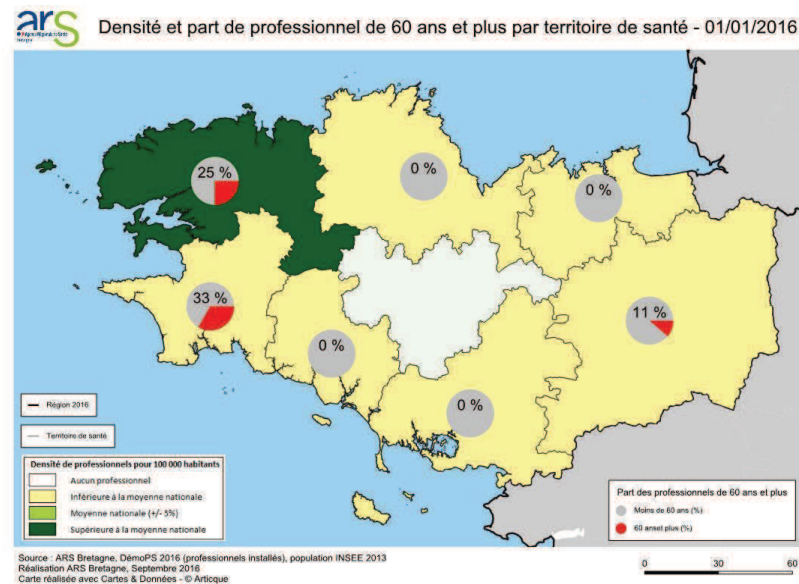 ars
Densité et part de professionnel de 60 ans et plus par territoire de santé - 01/01/2016
25 %
0 %
0 %
33 %
11 %
0 %
0 %
Région 2016
Territoire de santé
Densité de professionnels pour 100 000 habitants
Aucun professionnel
Inférieure à la moyenne nationale
Moyenne nationale (+/- 5%)
Supérieure à la moyenne nationale
Part des professionnels de 60 ans et plus
Moins de 60 ans (%)
60 anset plus (%)
Source : ARS Bretagne, DémoPS 2016 (professionnels installés), population INSEE 2013
Réalisation ARS Bretagne, Septembre 2016
Carte réalisée avec Cartes & Données - © Articque
0 30 60